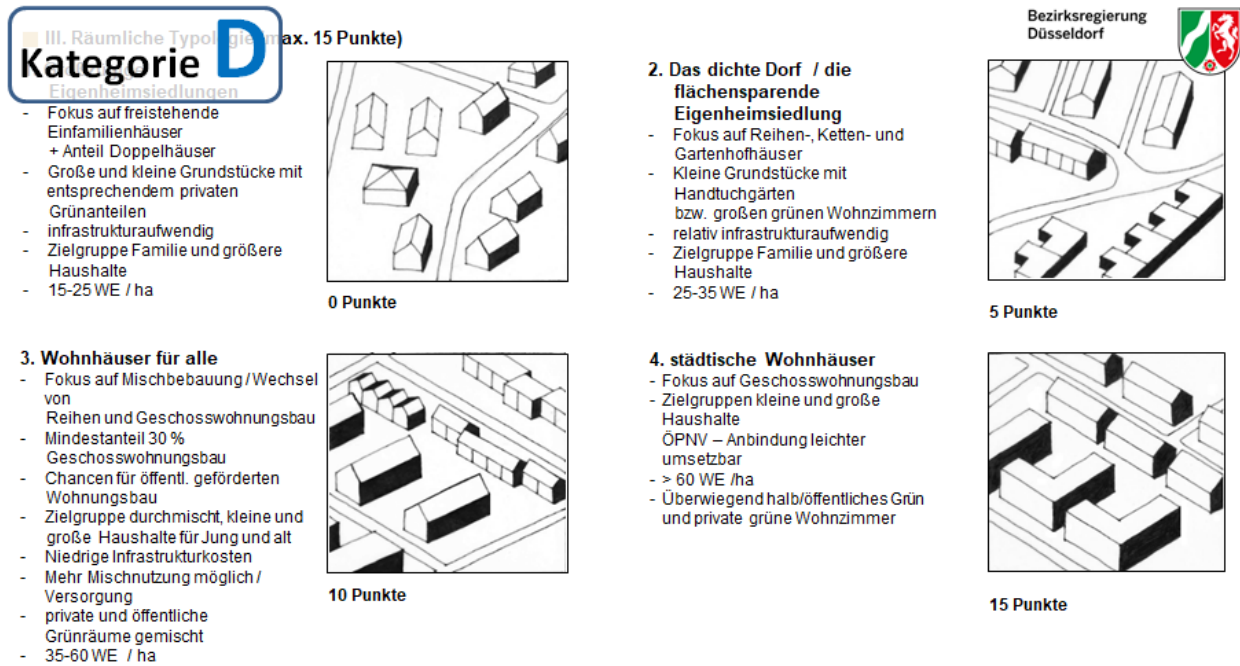 III. Räumliche Typologie (max. 15 Punkte)
Kategorie D
Eigenheimsiedlungen
- Fokus auf freistehende
Einfamilienhäuser
+ Anteil Doppelhäuser
- Große und kleine Grundstücke mit
entsprechendem privaten
Grünanteilen
- infrastrukturaufwendig
- Zielgruppe Familie und größere
Haushalte
- 15-25 WE / ha
0 Punkte
Bezirksregierung
Düsseldorf
2. Das dichte Dorf / die
flächensparende
Eigenheimsiedlung
- Fokus auf Reihen-, Ketten- und
Gartenhofhäuser
- Kleine Grundstücke mit
Handtuchgärten
bzw. großen grünen Wohnzimmern
- relativ infrastrukturaufwendig
- Zielgruppe Familie und größere
Haushalte
- 25-35 WE / ha
5 Punkte
3. Wohnhäuser für alle
- Fokus auf Mischbebauung / Wechsel
von
Reihen und Geschosswohnungsbau
- Mindestanteil 30 %
Geschosswohnungsbau
- Chancen für öffentl. geförderten
Wohnungsbau
- Zielgruppe durchmischt, kleine und
große Haushalte für Jung und alt
- Niedrige Infrastrukturkosten
- Mehr Mischnutzung möglich /
Versorgung
- private und öffentliche
Grünräume gemischt
- 35-60 WE / ha
10 Punkte
4. städtische Wohnhäuser
- Fokus auf Geschosswohnungsbau
- Zielgruppen kleine und große
Haushalte
ÖPNV – Anbindung leichter
umsetzbar
- > 60 WE /ha
- Überwiegend halb/öffentliches Grün
und private grüne Wohnzimmer
15 Punkte